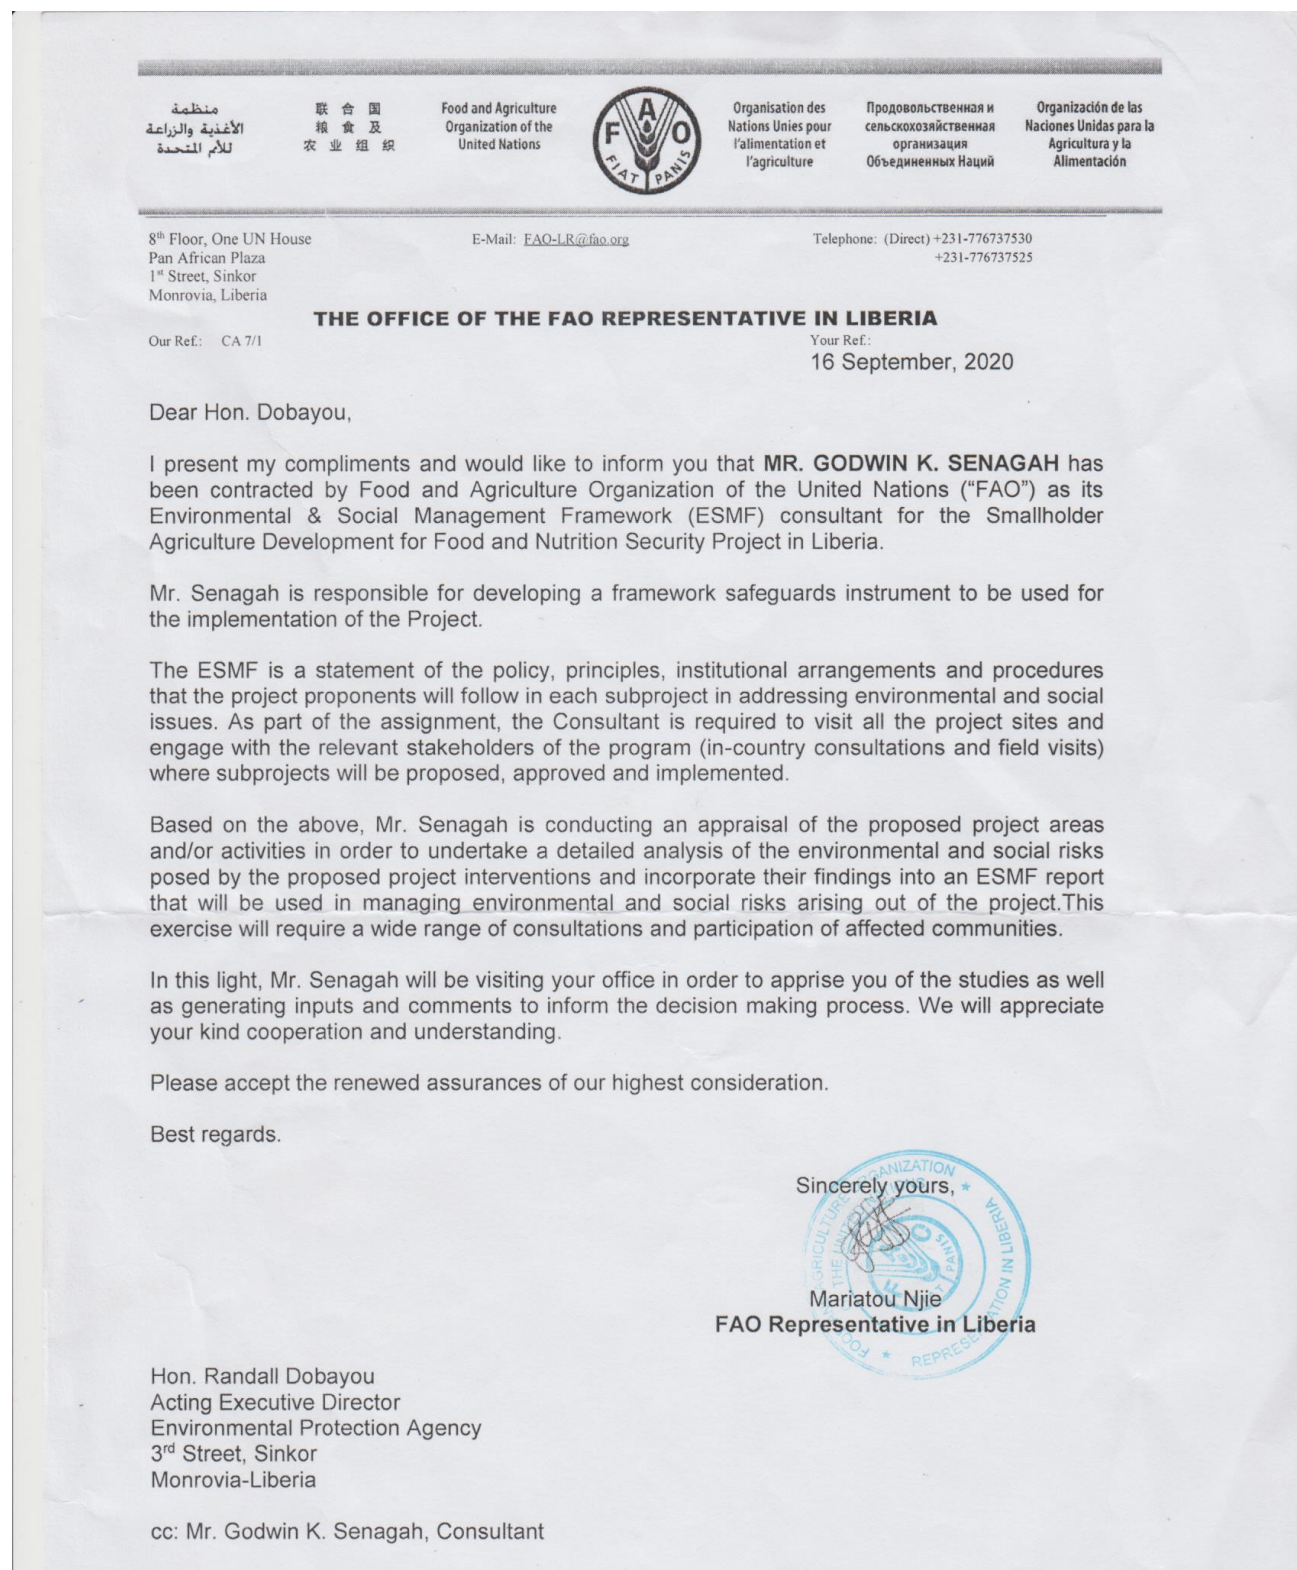 منظمة
الأغذية والزراعة
للأمم المتحدة
联 合 国
粮 食 及
农 业 组 织
Food and Agriculture
Organization of the
United Nations
F A O
FIAT PANIS
Organisation des
Nations Unies pour
l'alimentation et
l'agriculture
Продовольственная и
сельскохозяйственная
организация
Объединенных Наций
Organización de las
Naciones Unidas para la
Agricultura y la
Alimentación
8th Floor, One UN House
Pan African Plaza
1st Street, Sinkor
Monrovia, Liberia
E-Mail: FAO-LR@fao.org
Telephone: (Direct) +231-776737530
+231-776737525
THE OFFICE OF THE FAO REPRESENTATIVE IN LIBERIA
Our Ref.: CA 7/1
Your Ref.:
16 September, 2020
Dear Hon. Dobayou,
I present my compliments and would like to inform you that MR. GODWIN K. SENAGAH has
been contracted by Food and Agriculture Organization of the United Nations (“FAO”) as its
Environmental & Social Management Framework (ESMF) consultant for the Smallholder
Agriculture Development for Food and Nutrition Security Project in Liberia.
Mr. Senagah is responsible for developing a framework safeguards instrument to be used for
the implementation of the Project.
The ESMF is a statement of the policy, principles, institutional arrangements and procedures
that the project proponents will follow in each subproject in addressing environmental and social
issues. As part of the assignment, the Consultant is required to visit all the project sites and
engage with the relevant stakeholders of the program (in-country consultations and field visits)
where subprojects will be proposed, approved and implemented.
Based on the above, Mr. Senagah is conducting an appraisal of the proposed project areas
and/or activities in order to undertake a detailed analysis of the environmental and social risks
posed by the proposed project interventions and incorporate their findings into an ESMF report
that will be used in managing environmental and social risks arising out of the project.This
exercise will require a wide range of consultations and participation of affected communities.
In this light, Mr. Senagah will be visiting your office in order to apprise you of the studies as well
as generating inputs and comments to inform the decision making process. We will appreciate
your kind cooperation and understanding.
Please accept the renewed assurances of our highest consideration.
Best regards.
Sincerely yours,
Mariatou Njie
FAO Representative in Liberia
AGRICULTURE ORGANIZATION
REPRESENTATION IN LIBERIA
Hon. Randall Dobayou
Acting Executive Director
Environmental Protection Agency
3rd Street, Sinkor
Monrovia-Liberia
cc: Mr. Godwin K. Senagah, Consultant